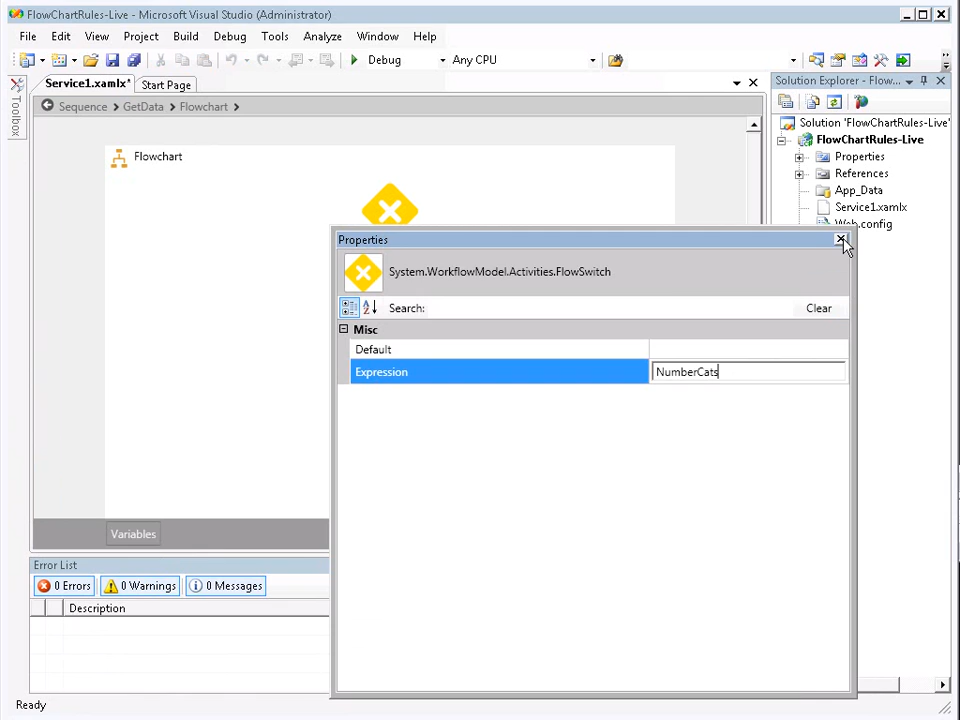 FlowChartRules-Live - Microsoft Visual Studio (Administrator)
File Edit View Project Build Debug Tools Analyze Window Help
Debug Any CPU
Service1.xamlx* Start Page
Solution Explorer - Flow...
Toolbox
Sequence GetData Flowchart
Solution 'FlowChartRules-Live'
FlowChartRules-Live
Properties
References
App_Data
Service1.xamlx
Web.config
Flowchart
Properties
System.WorkflowModel.Activities.FlowSwitch
Search: Clear
Misc
Default
Expression NumberCats
Variables
Error List
0 Errors 0 Warnings 0 Messages
Description
Ready